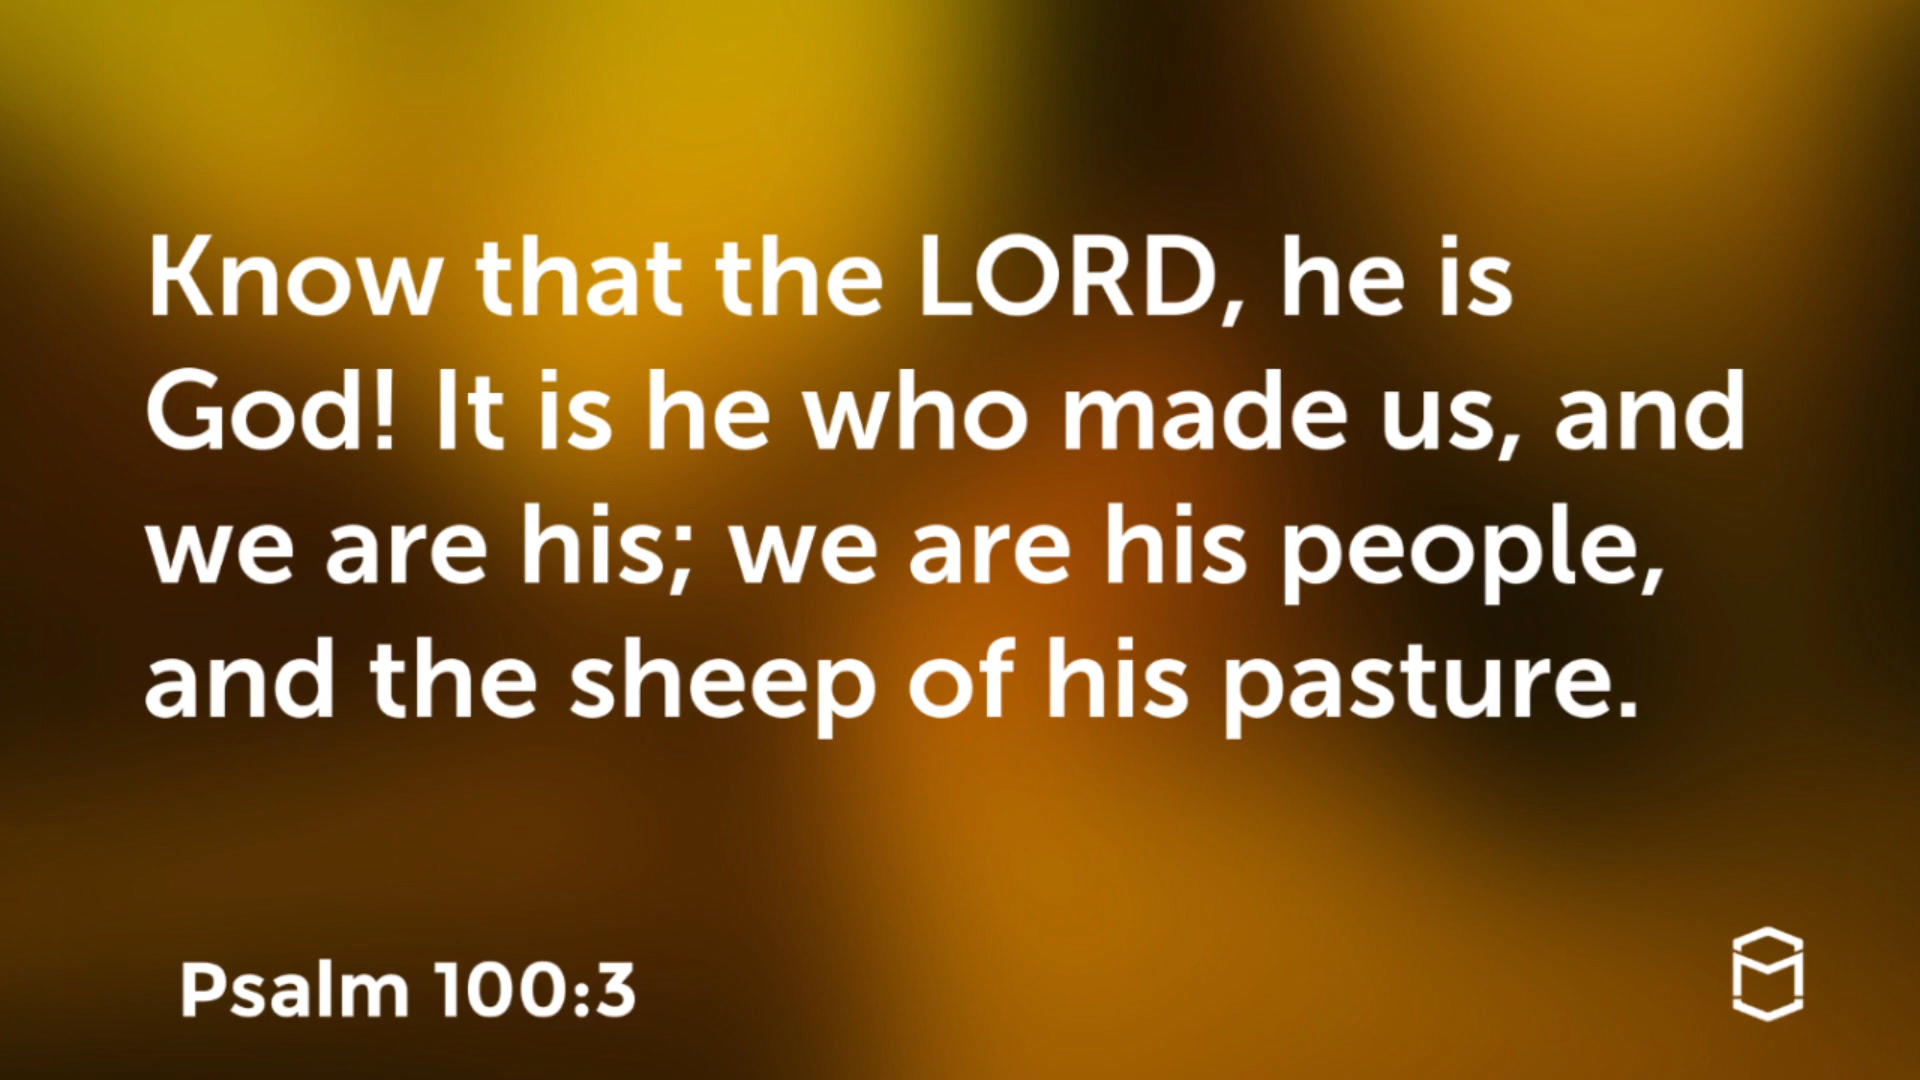 Know that the LORD, he is
God! It is he who made us, and
we are his; we are his people,
and the sheep of his pasture.
Psalm 100:3